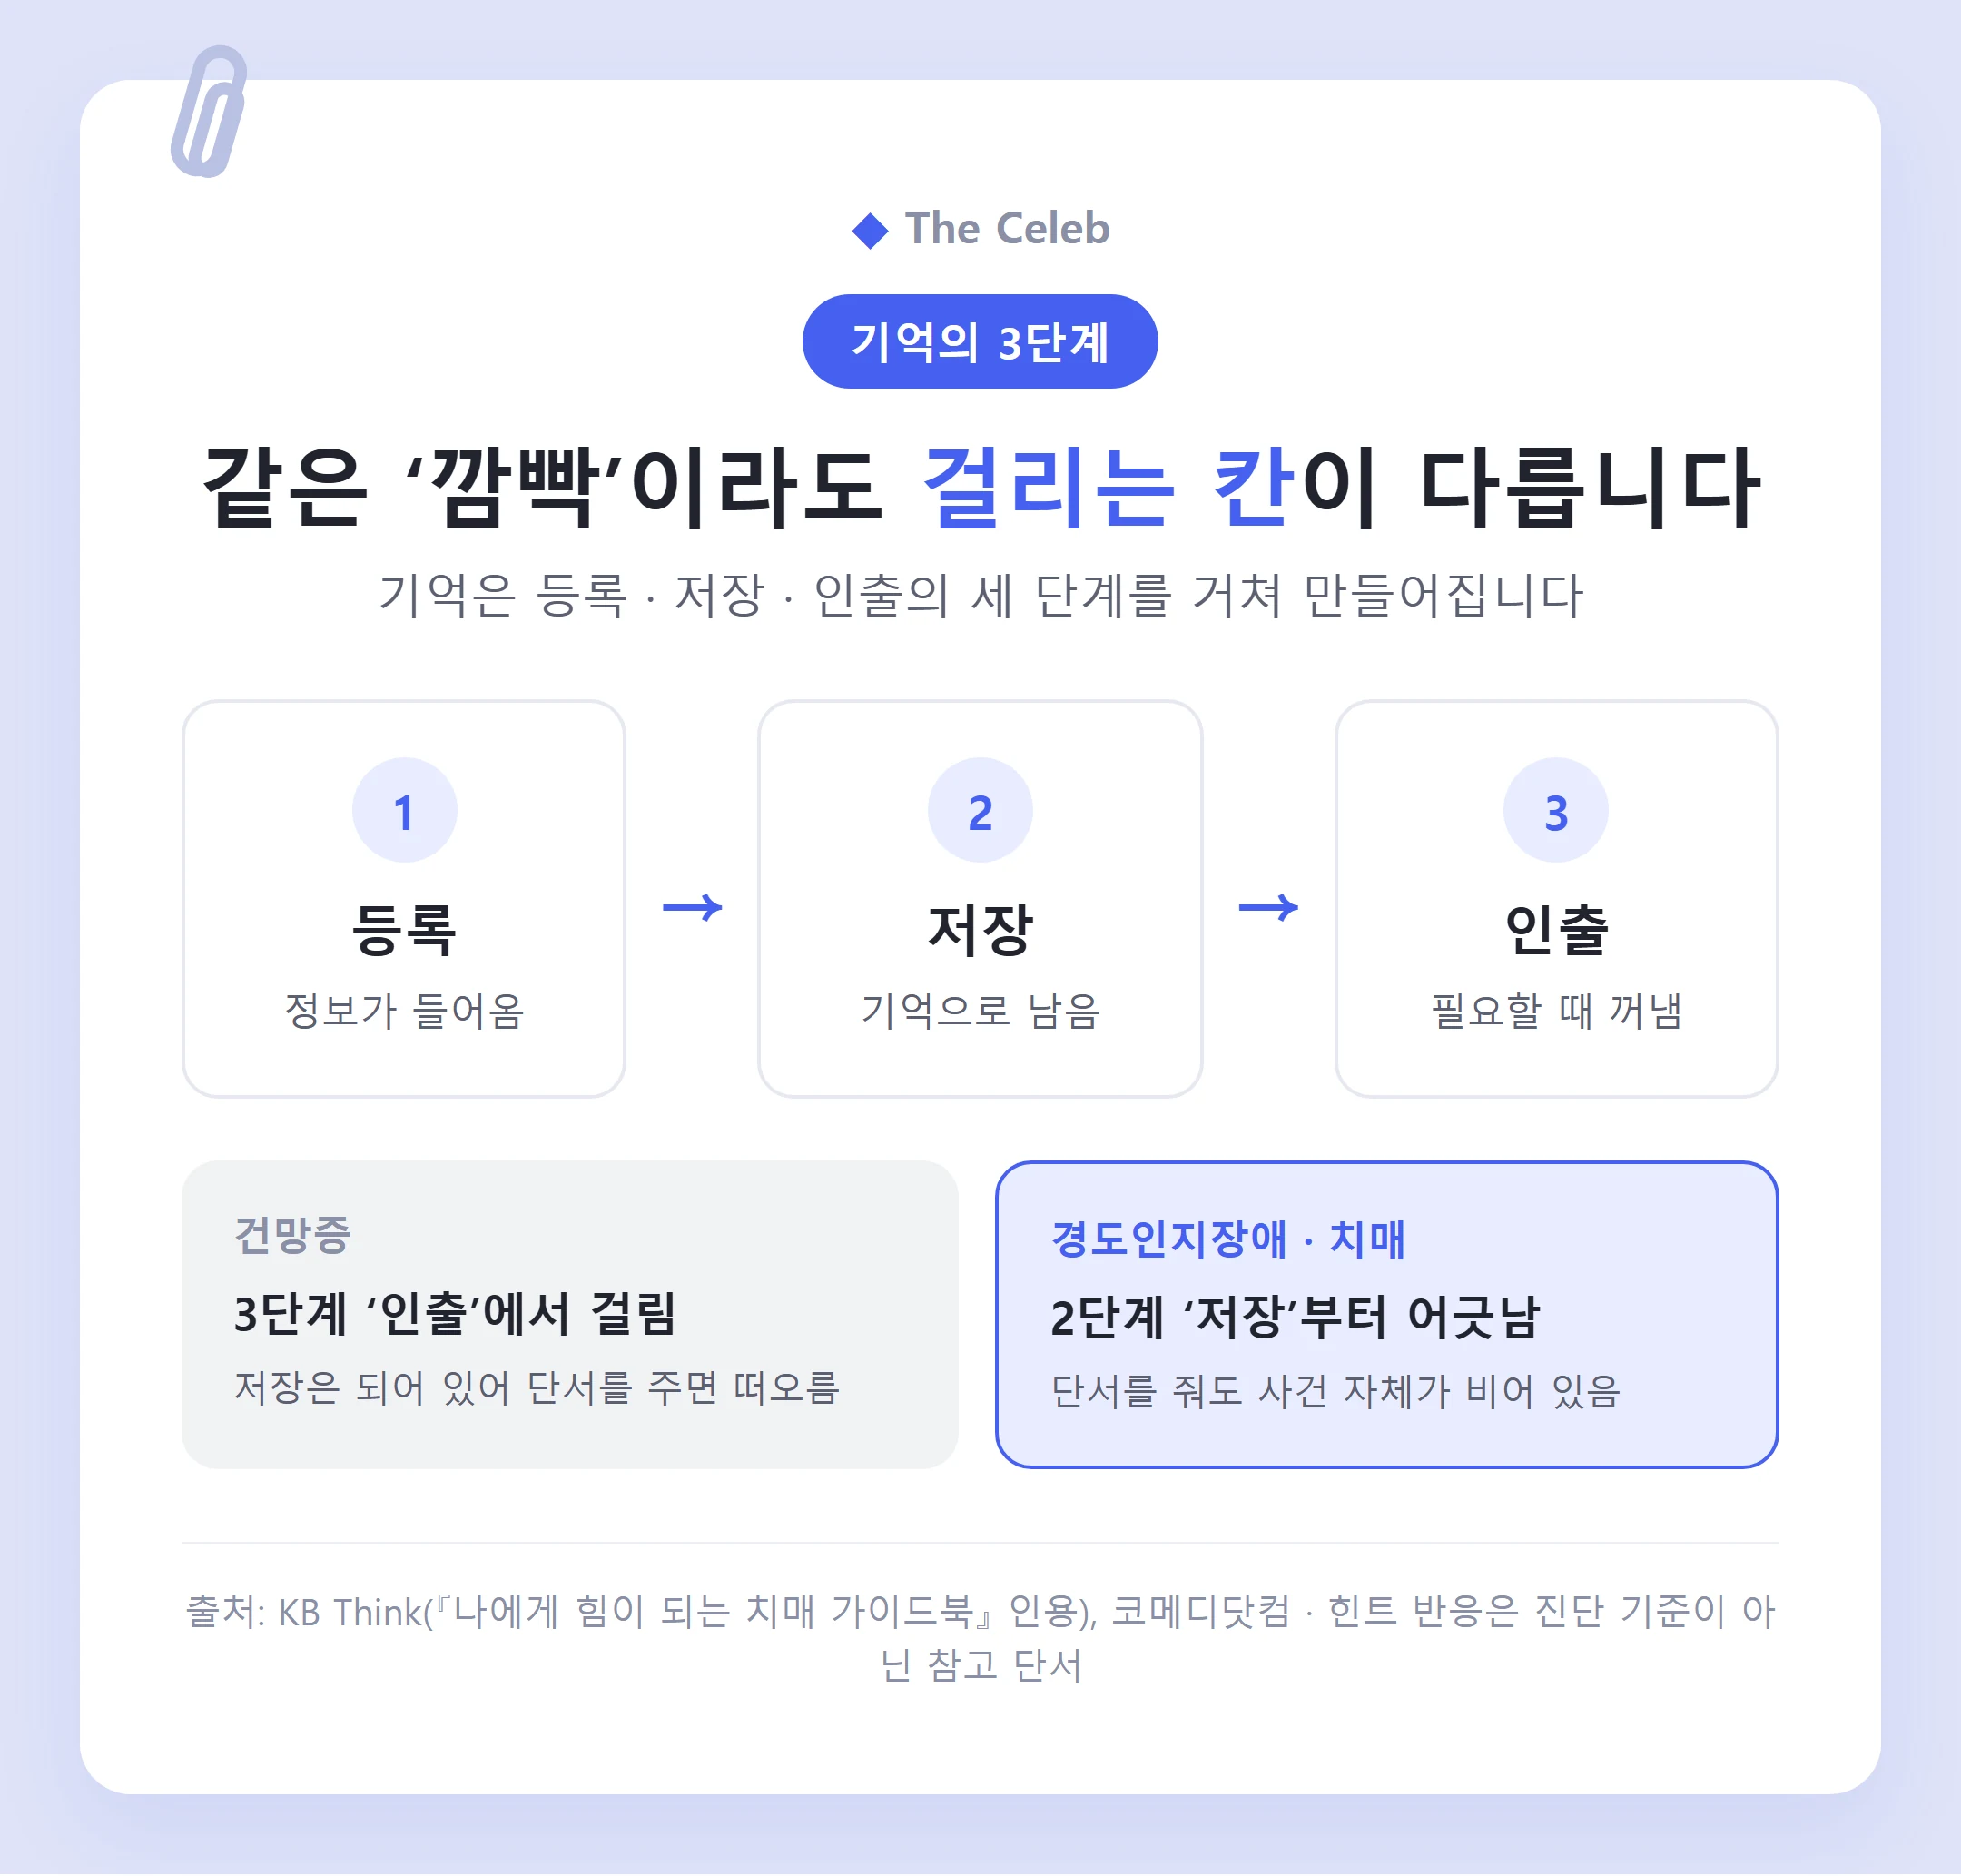 ◆ The Celeb
기억의 3단계
같은 ‘깜빡’이라도 걸리는 칸이 다릅니다
기억은 등록 · 저장 · 인출의 세 단계를 거쳐 만들어집니다
1
등록
정보가 들어옴
→
2
저장
기억으로 남음
→
3
인출
필요할 때 꺼냄
건망증
3단계 ‘인출’에서 걸림
저장은 되어 있어 단서를 주면 떠오름
경도인지장애 · 치매
2단계 ‘저장’부터 어긋남
단서를 줘도 사건 자체가 비어 있음
출처: KB Think(『나에게 힘이 되는 치매 가이드북』 인용), 코메디닷컴 · 힌트 반응은 진단 기준이 아
닌 참고 단서